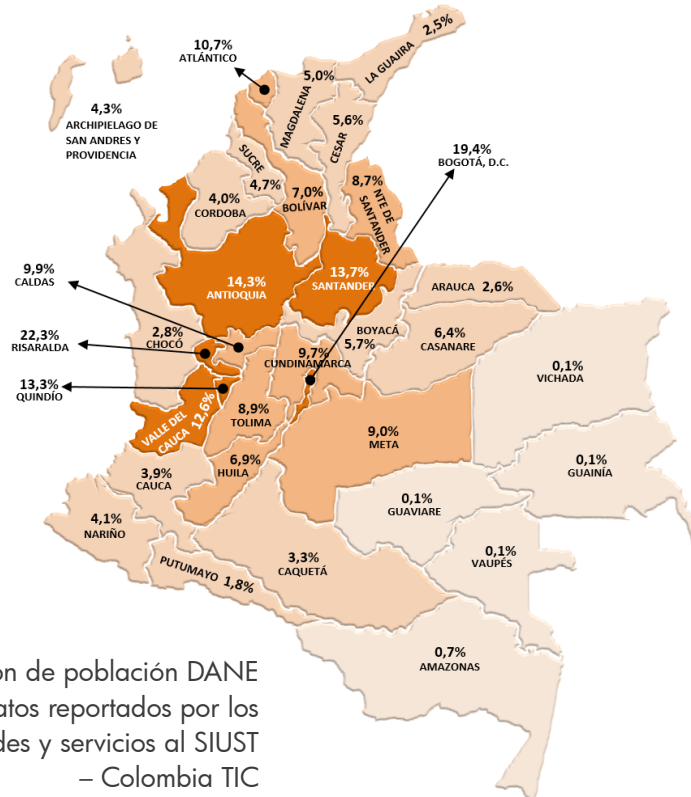 2,5%
LA GUAJIRA
10,7%
ATLÁNTICO
5,0%
MAGDALENA
4,3%
ARCHIPIELAGO DE
SAN ANDRES Y
PROVIDENCIA
5,6%
CESAR
19,4%
BOGOTÁ, D.C.
SUCRE
4,7%
8,7%
NTE DE
SANTANDER
4,0%
CORDOBA
7,0%
BOLÍVAR
9,9%
CALDAS
14,3%
ANTIOQUIA
13,7%
SANTANDER
ARAUCA 2,6%
22,3%
RISARALDA
2,8%
CHOCÓ
BOYACÁ
5,7%
6,4%
CASANARE
9,7%
CUNDINAMARCA
0,1%
VICHADA
13,3%
QUINDÍO
VALLE DEL
CAUCA 12,6%
8,9%
TOLIMA
9,0%
META
6,9%
HUILA
3,9%
CAUCA
0,1%
GUAINÍA
0,1%
GUAVIARE
4,1%
NARIÑO
3,3%
CAQUETÁ
0,1%
VAUPÉS
PUTUMAYO 1,8%
0,7%
AMAZONAS
de población DANE
reportados por los
y servicios al SIUST
– Colombia TIC